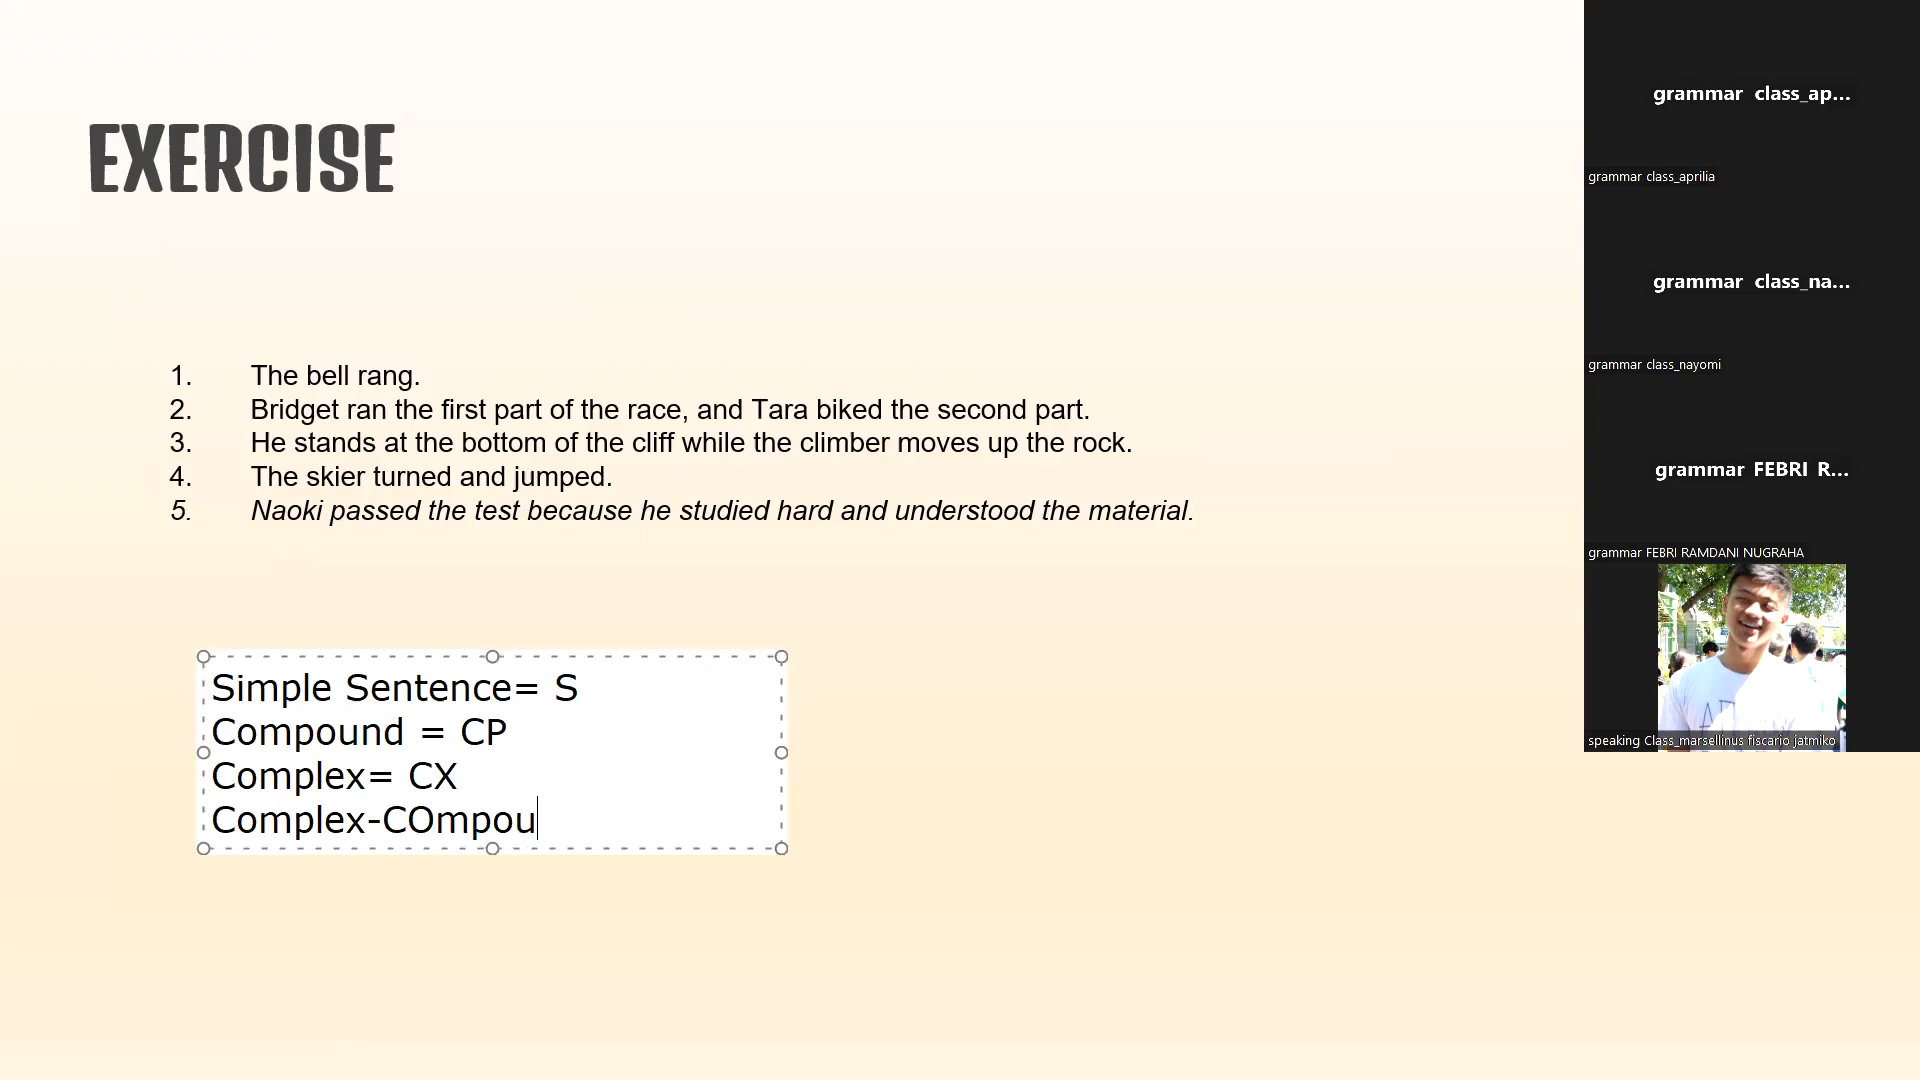 EXERCISE
1. The bell rang.
2. Bridget ran the first part of the race, and Tara biked the second part.
3. He stands at the bottom of the cliff while the climber moves up the rock.
4. The skier turned and jumped.
5. Naoki passed the test because he studied hard and understood the material.
Simple Sentence= S
Compound = CP
Complex= CX
Complex-COmpou
grammar class_ap...
grammar class_aprilia
grammar class_na...
grammar class_nayomi
grammar FEBRI R...
grammar FEBRI RAMDANI NUGRAHA
speaking Class_marsellinus fiscario jatmiko